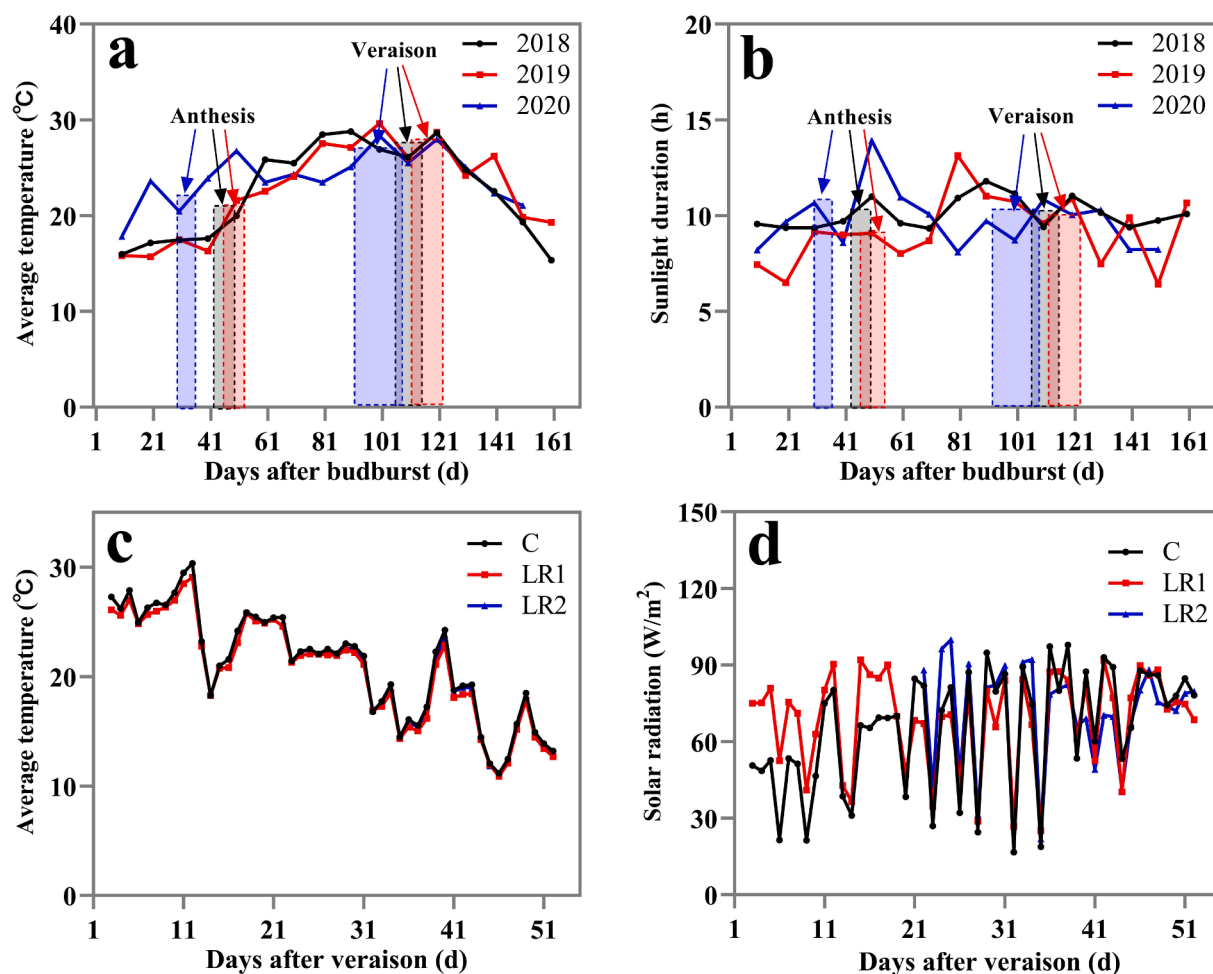 a
40
30
20
10
0
Average temperature (℃)
Anthesis
Veraison
2018
2019
2020
1 21 41 61 81 101 121 141 161
Days after budburst (d)
b
20
15
10
5
0
Sunlight duration (h)
Anthesis
Veraison
2018
2019
2020
1 21 41 61 81 101 121 141 161
Days after budburst (d)
c
30
20
10
0
Average temperature (℃)
C
LR1
LR2
1 11 21 31 41 51
Days after veraison (d)
d
150
120
90
60
30
0
Solar radiation (W/m²)
C
LR1
LR2
1 11 21 31 41 51
Days after veraison (d)